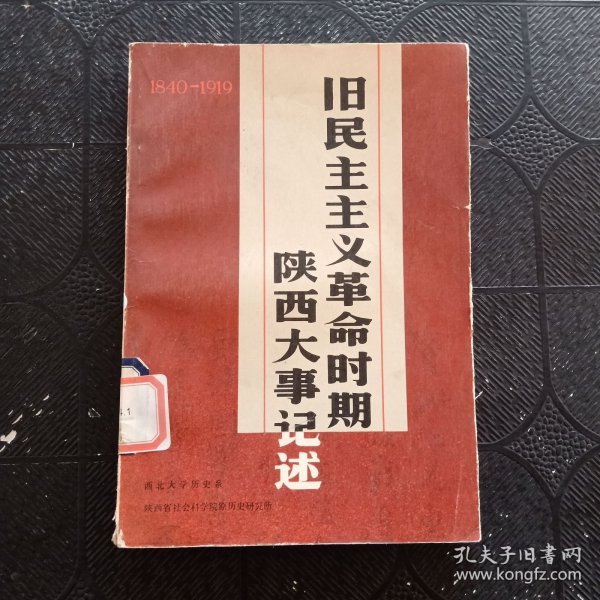 1840-1919
旧民主主义革命时期
陕西大事记述
西北大学历史系
陕西省社会科学院原历史研究所
孔夫子旧书网
www.kongfz.com